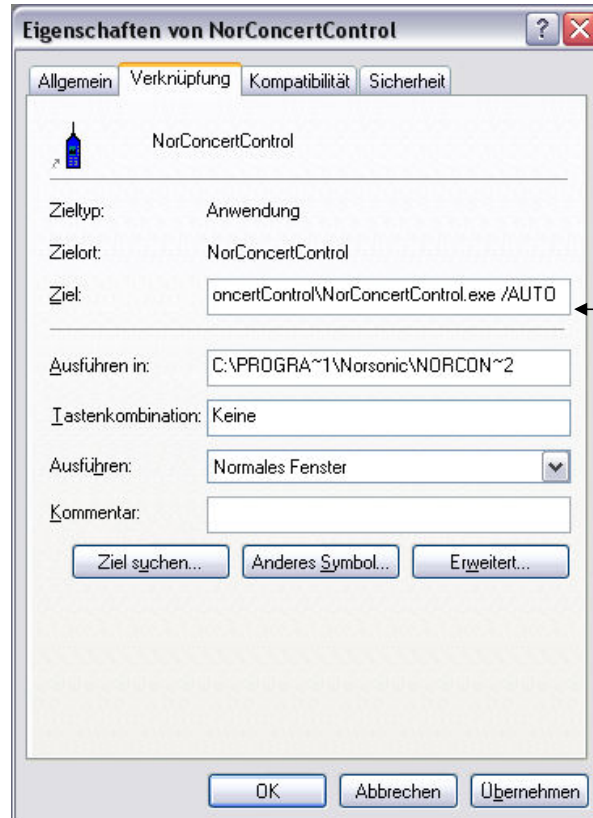 Eigenschaften von NorConcertControl
Allgemein Verknüpfung Kompatibilität Sicherheit
NorConcertControl
Zieltyp: Anwendung
Zielort: NorConcertControl
Ziel: oncertControl\NorConcertControl.exe /AUTO
Ausführen in: C:\PROGRA~1\Norsonic\NORCON~2
Tastenkombination: Keine
Ausführen: Normales Fenster
Kommentar:
Ziel suchen... Anderes Symbol... Erweitert...
OK Abbrechen Übernehmen